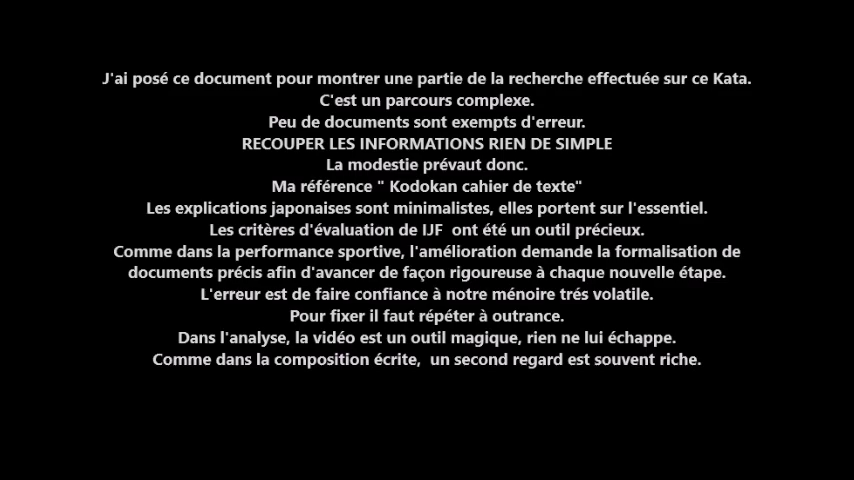 J'ai posé ce document pour montrer une partie de la recherche effectuée sur ce Kata.
C'est un parcours complexe.
Peu de documents sont exempts d'erreur.
RECOUPER LES INFORMATIONS RIEN DE SIMPLE
La modestie prévaut donc.
Ma référence " Kodokan cahier de texte"
Les explications japonaises sont minimalistes, elles portent sur l'essentiel.
Les critères d'évaluation de IJF  ont été un outil précieux.
Comme dans la performance sportive, l'amélioration demande la formalisation de
documents précis afin d'avancer de façon rigoureuse à chaque nouvelle étape.
L'erreur est de faire confiance à notre ménoire trés volatile.
Pour fixer il faut répéter à outrance.
Dans l'analyse, la vidéo est un outil magique, rien ne lui échappe.
Comme dans la composition écrite,  un second regard est souvent riche.